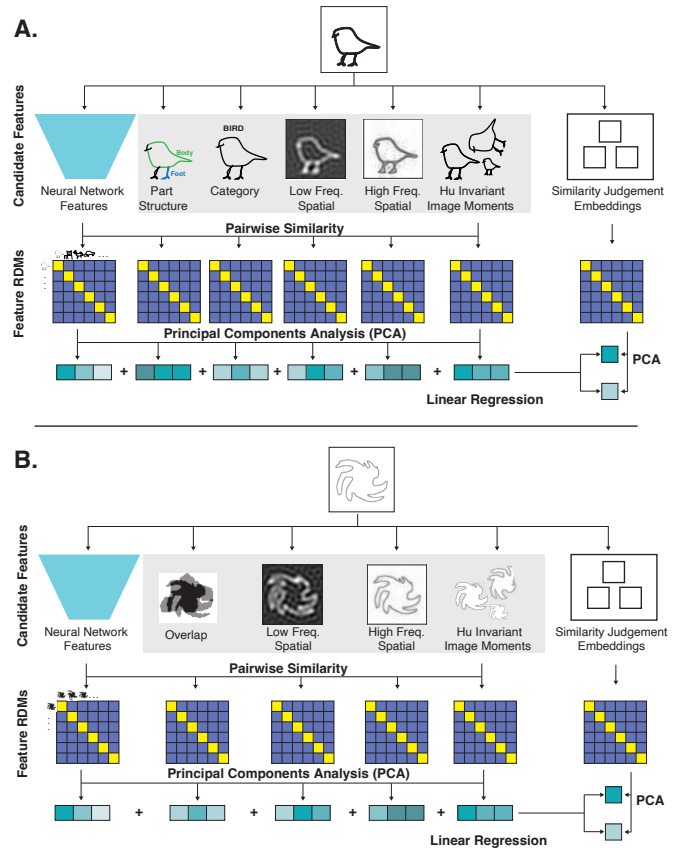 A.
Candidate Features
BIRD
Body
Foot
Neural Network
Features
Part
Structure
Category
Low Freq.
Spatial
High Freq.
Spatial
Hu Invariant
Image Moments
Similarity Judgement
Embeddings
Pairwise Similarity
Feature RDMs
. . .
Principal Components Analysis (PCA)
+ + + + +
PCA
Linear Regression
B.
Candidate Features
Neural Network
Features
Overlap
Low Freq.
Spatial
High Freq.
Spatial
Hu Invariant
Image Moments
Similarity Judgement
Embeddings
Pairwise Similarity
Feature RDMs
. . .
Principal Components Analysis (PCA)
+ + + +
PCA
Linear Regression